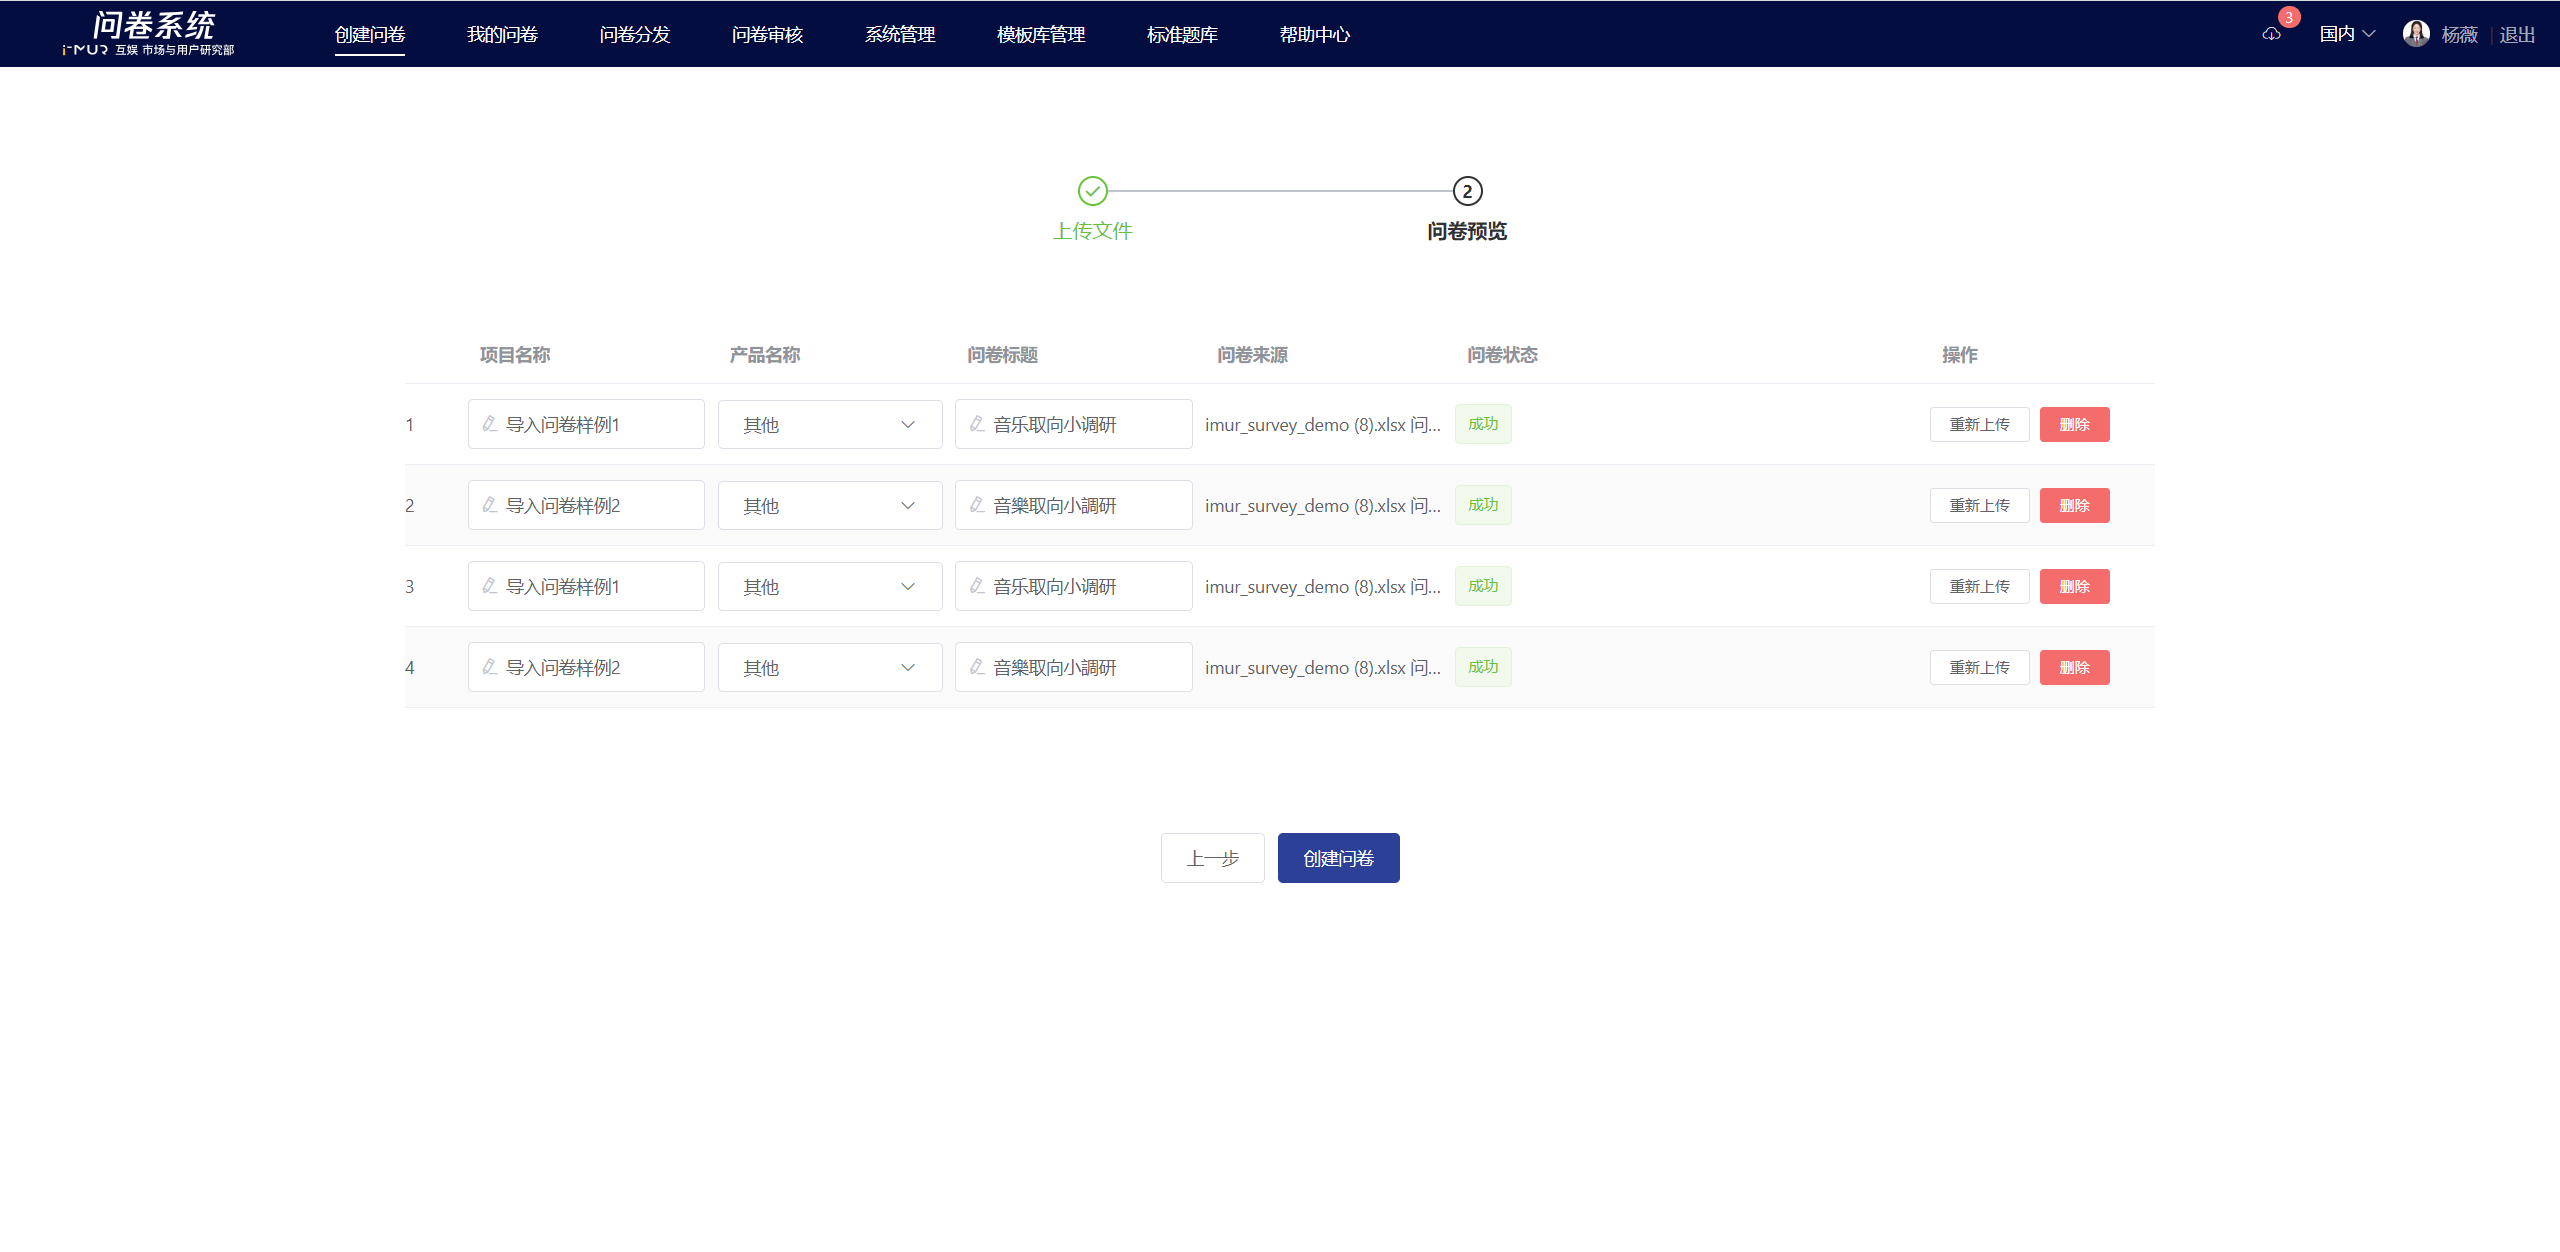 问卷系统
i-MUR 互娱 市场与用户研究部
创建问卷 我的问卷 问卷分发 问卷审核 系统管理 模板库管理 标准题库 帮助中心 3 国内 杨薇 退出
2
上传文件 问卷预览
项目名称 产品名称 问卷标题 问卷来源 问卷状态 操作
1 导入问卷样例1 其他 音乐取向小调研 imur_survey_demo (8).xlsx 问... 成功 重新上传 删除
2 导入问卷样例2 其他 音樂取向小調研 imur_survey_demo (8).xlsx 问... 成功 重新上传 删除
3 导入问卷样例1 其他 音乐取向小调研 imur_survey_demo (8).xlsx 问... 成功 重新上传 删除
4 导入问卷样例2 其他 音樂取向小調研 imur_survey_demo (8).xlsx 问... 成功 重新上传 删除
上一步 创建问卷